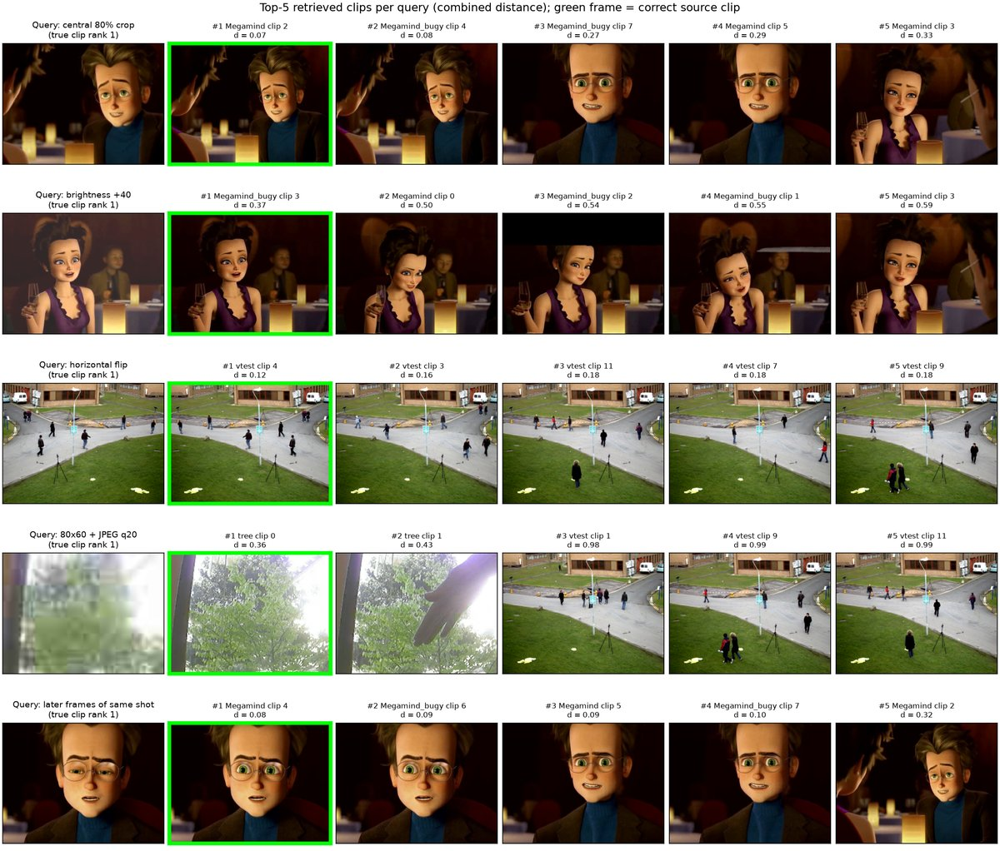 Top-5 retrieved clips per query (combined distance); green frame = correct source clip
Query: central 80% crop
(true clip rank 1)
#1 Megamind clip 2
d = 0.07
#2 Megamind_bugy clip 4
d = 0.08
#3 Megamind_bugy clip 7
d = 0.27
#4 Megamind clip 5
d = 0.29
#5 Megamind clip 3
d = 0.33
Query: brightness +40
(true clip rank 1)
#1 Megamind_bugy clip 3
d = 0.37
#2 Megamind clip 0
d = 0.50
#3 Megamind_bugy clip 2
d = 0.54
#4 Megamind_bugy clip 1
d = 0.55
#5 Megamind clip 3
d = 0.59
Query: horizontal flip
(true clip rank 1)
#1 vtest clip 4
d = 0.12
#2 vtest clip 3
d = 0.16
#3 vtest clip 11
d = 0.18
#4 vtest clip 7
d = 0.18
#5 vtest clip 9
d = 0.18
Query: 80x60 + JPEG q20
(true clip rank 1)
#1 tree clip 0
d = 0.36
#2 tree clip 1
d = 0.43
#3 vtest clip 1
d = 0.98
#4 vtest clip 9
d = 0.99
#5 vtest clip 11
d = 0.99
Query: later frames of same shot
(true clip rank 1)
#1 Megamind clip 4
d = 0.08
#2 Megamind_bugy clip 6
d = 0.09
#3 Megamind clip 5
d = 0.09
#4 Megamind_bugy clip 7
d = 0.10
#5 Megamind clip 2
d = 0.32